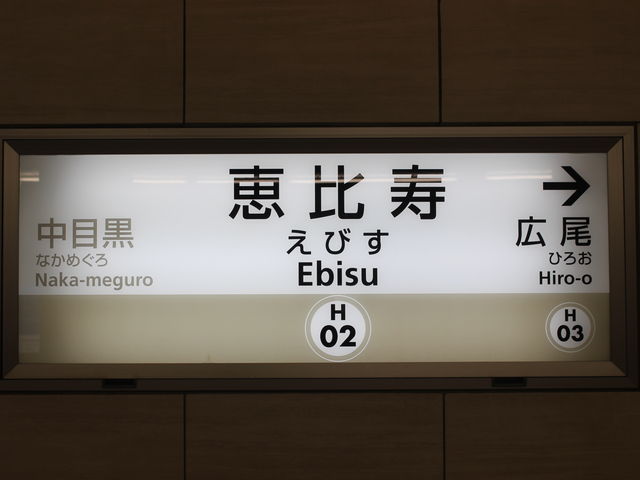 恵比寿
えびす
Ebisu
H
02
中目黒
なかめぐろ
Naka-meguro
→
広尾
ひろお
Hiro-o
H
03